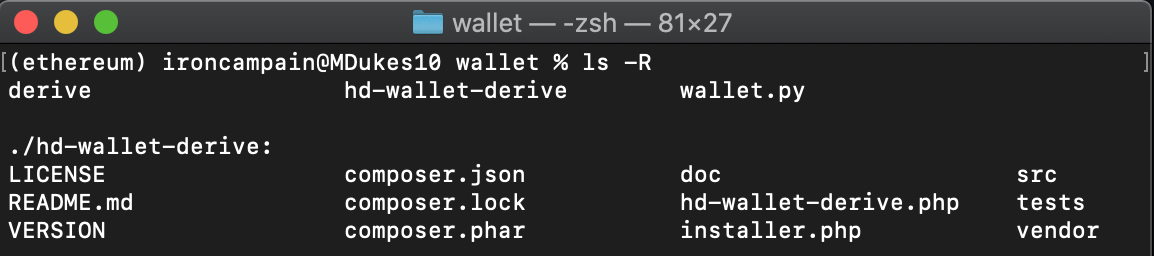 wallet — -zsh — 81×27
[(ethereum) ironcampain@MDukes10 wallet % ls -R ]
derive hd-wallet-derive wallet.py
./hd-wallet-derive:
LICENSE composer.json doc src
README.md composer.lock hd-wallet-derive.php tests
VERSION composer.phar installer.php vendor